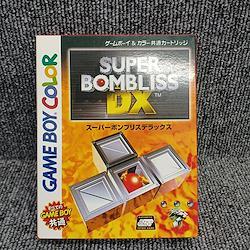 ゲームボーイ&カラー共通カートリッジ
SUPER
BOMBLISS
DX™
スーパーボンブリスデラックス
GAME BOY COLOR
GAME BOY
共通